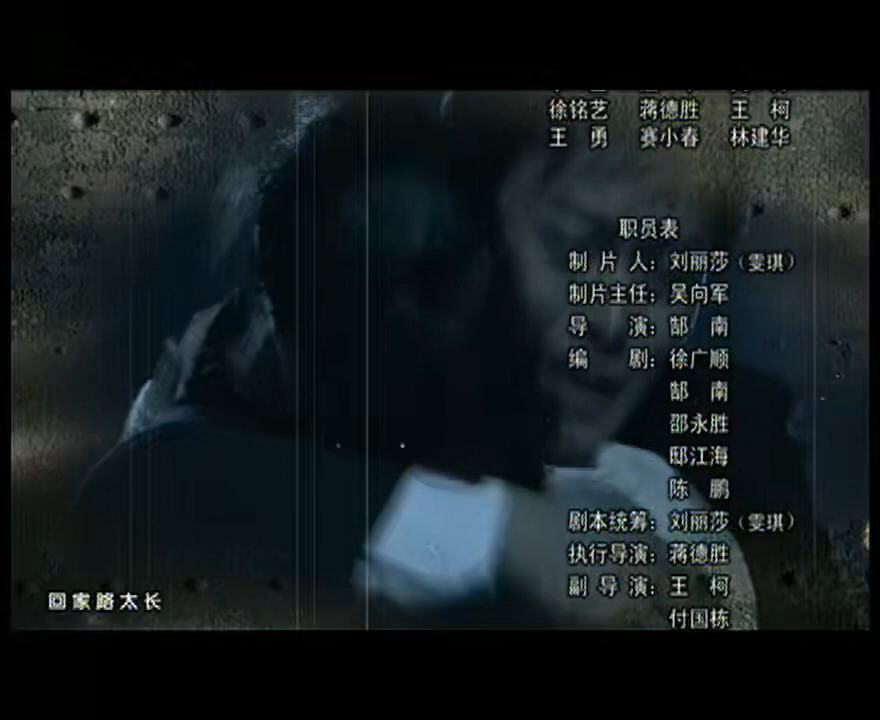 徐铭艺 蒋德胜 王 柯
王 勇 赛小春 林建华
职员表
制 片 人：刘丽莎（雯琪）
制片主任：吴向军
导 演：郜 南
编 剧：徐广顺
郜 南
邵永胜
邸江海
陈 鹏
剧本统筹：刘丽莎（雯琪）
执行导演：蒋德胜
副 导 演：王 柯
付国栋
回家路太长